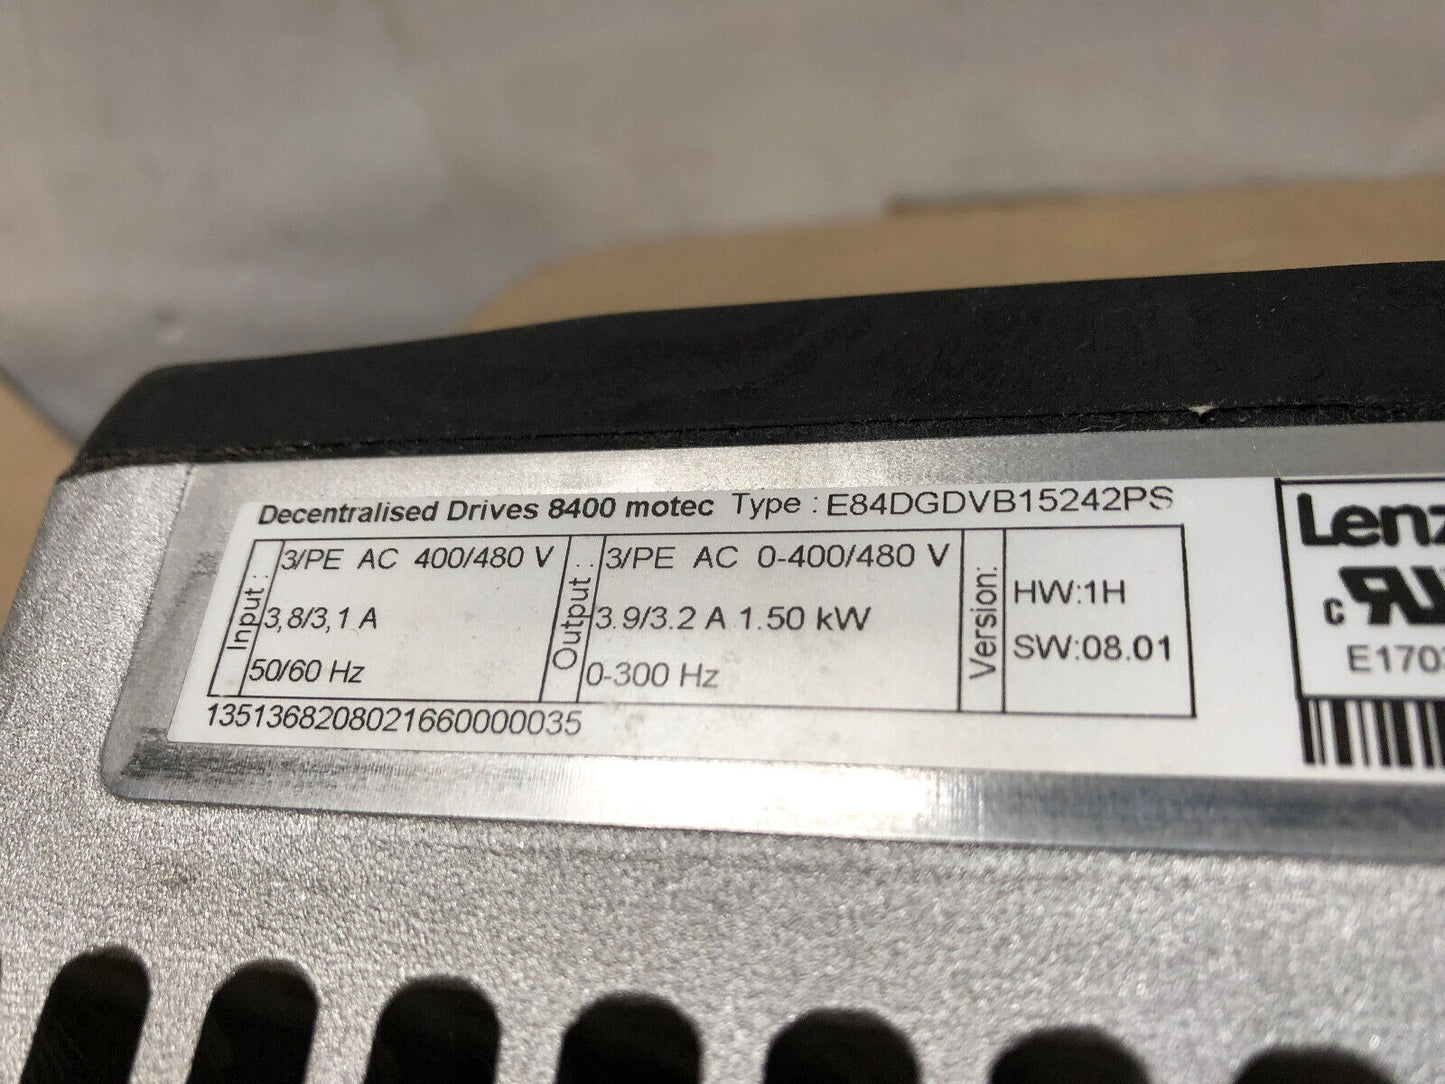 Decentralised Drives 8400 motec Type : E84DGDVB15242PS
Input :
3/PE AC 400/480 V
3,8/3,1 A
50/60 Hz
Output :
3/PE AC 0-400/480 V
3.9/3.2 A 1.50 kW
0-300 Hz
Version:
HW:1H
SW:08.01
1351368208021660000035
c